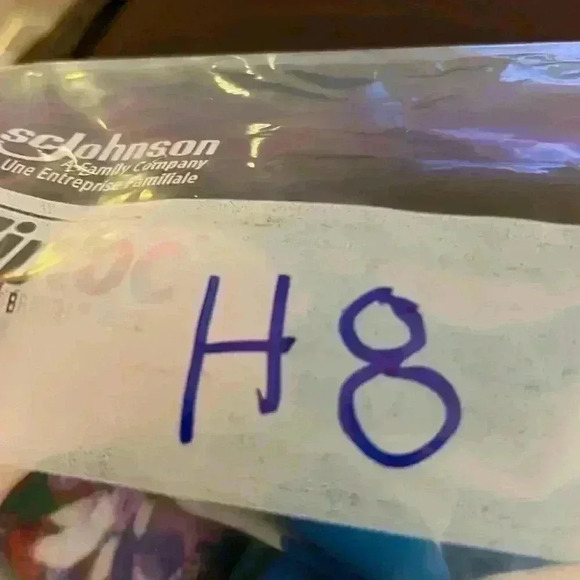 scJohnson
A Family Company
Une Entreprise Familiale
H8